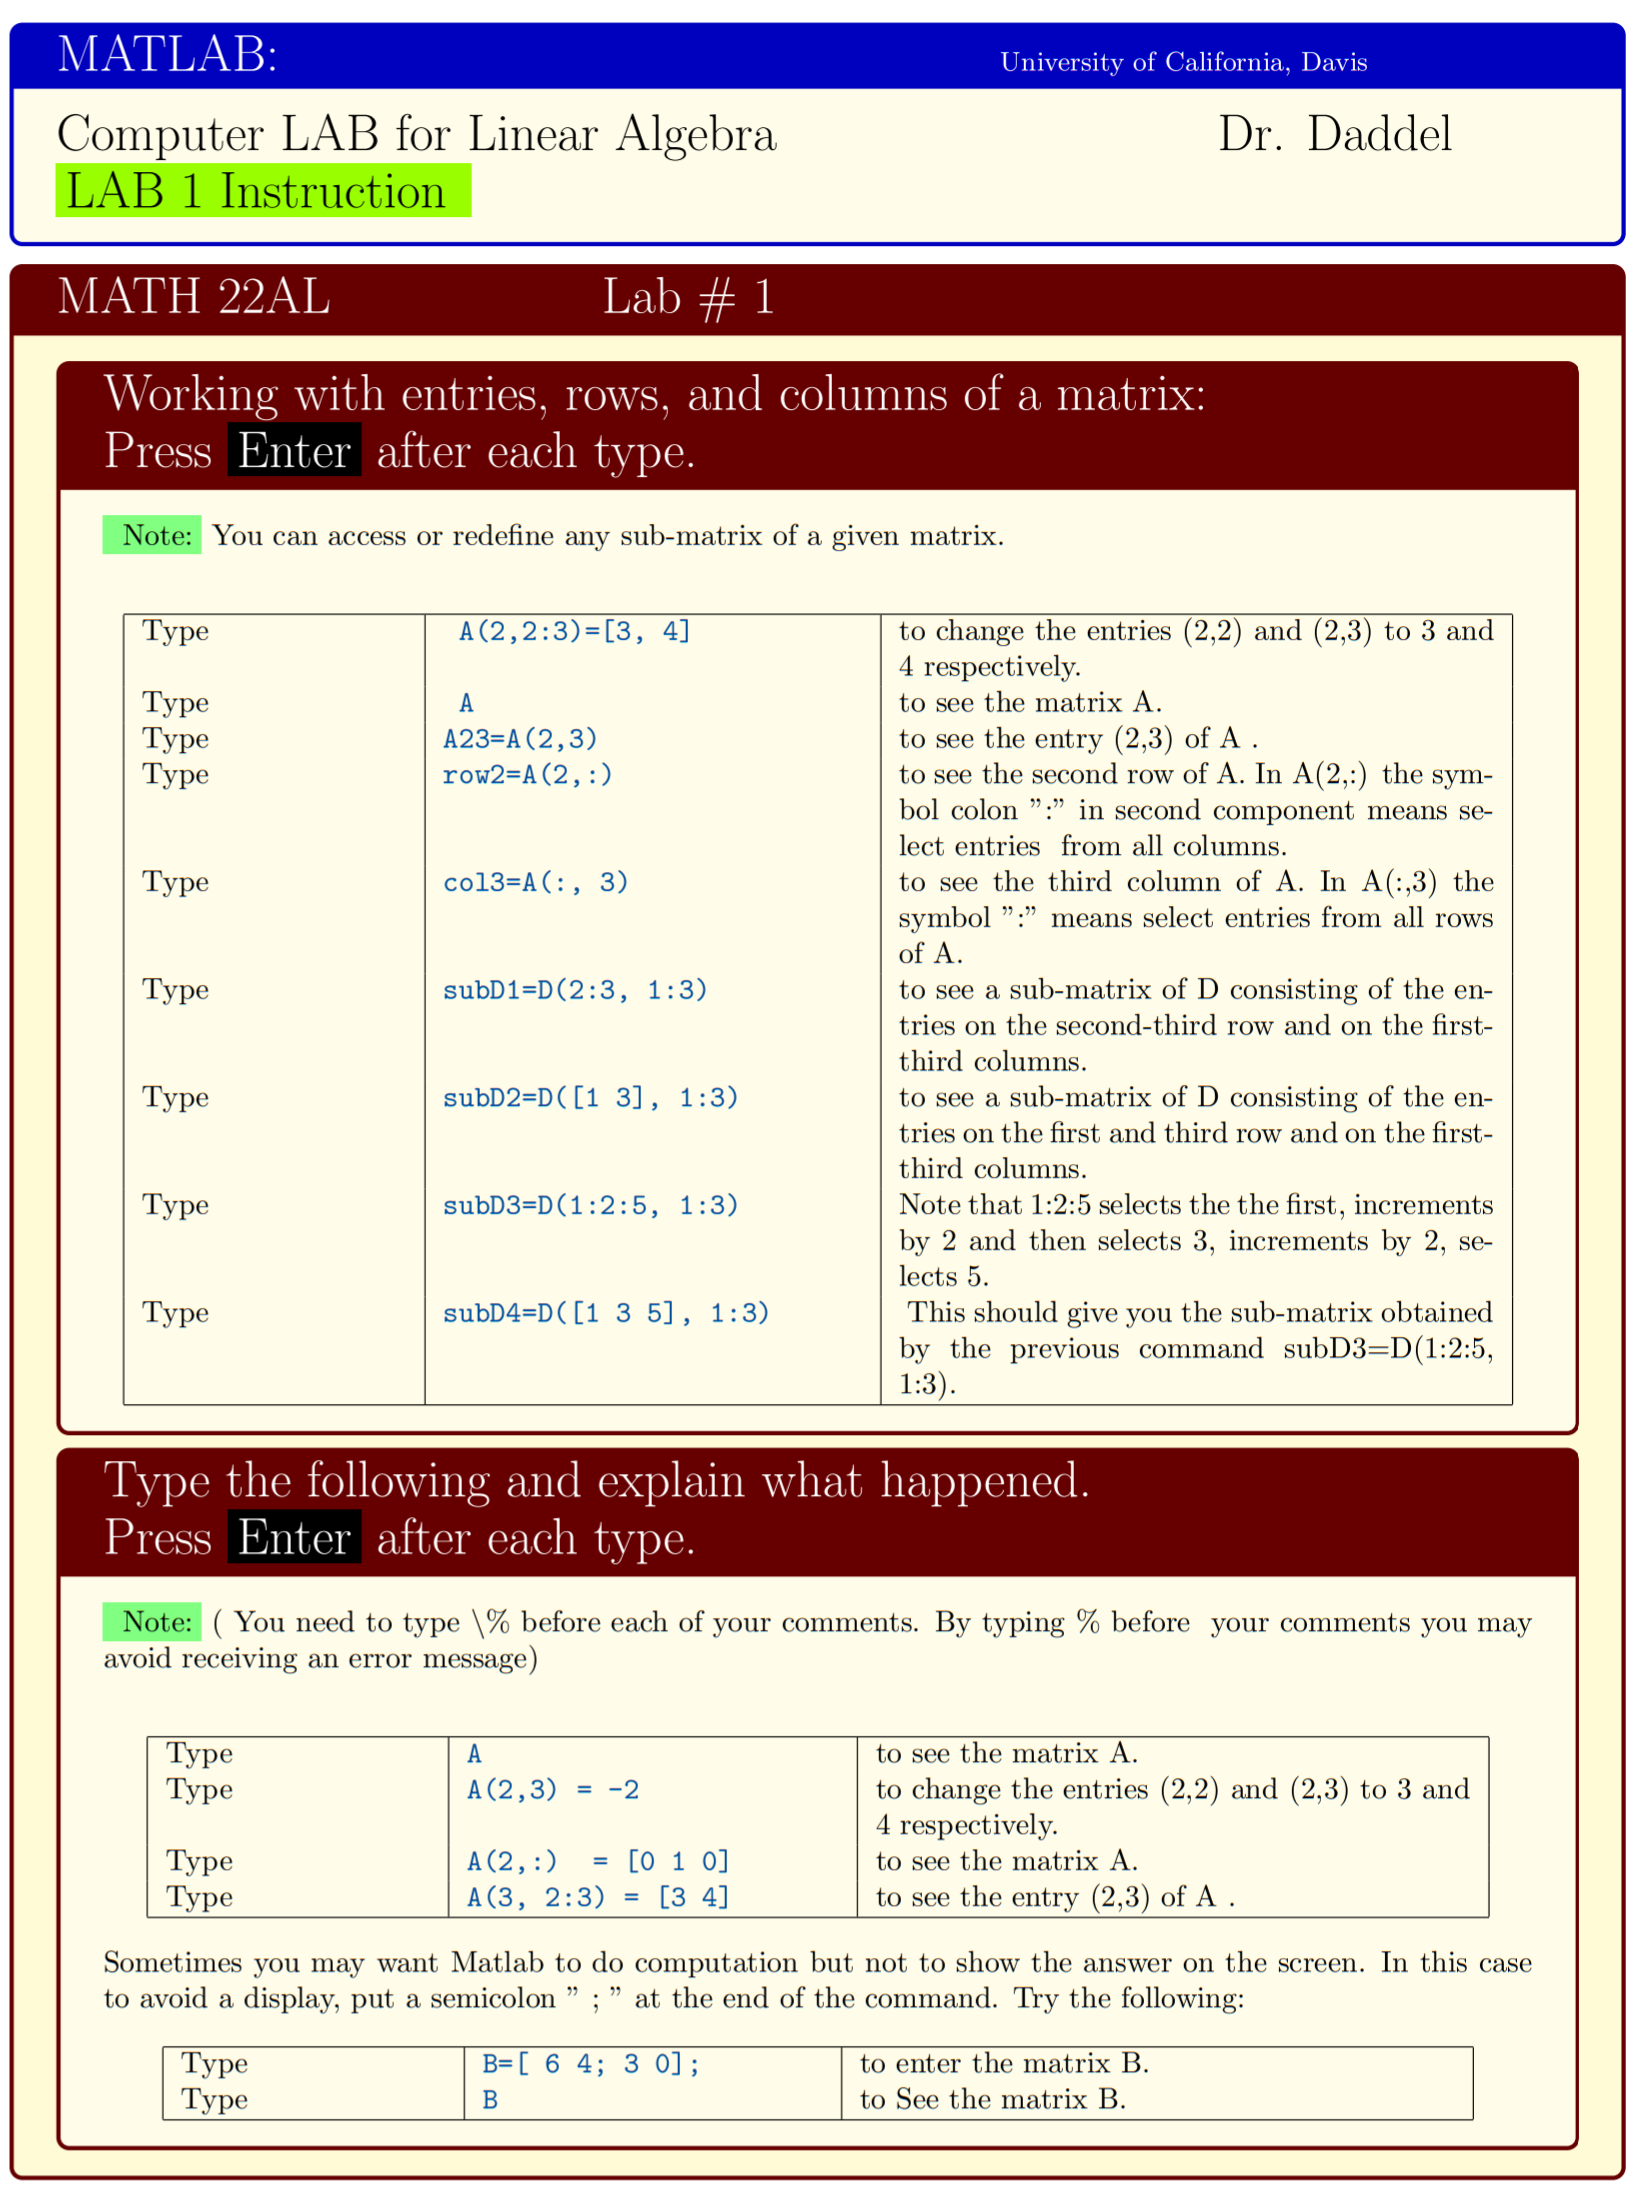 MATLAB: University of California, Davis
Computer LAB for Linear Algebra Dr. Daddel
LAB 1 Instruction
MATH 22AL Lab # 1
Working with entries, rows, and columns of a matrix:
Press Enter after each type.
Note: You can access or redefine any sub-matrix of a given matrix.
Type A(2,2:3)=[3, 4] to change the entries (2,2) and (2,3) to 3 and
4 respectively.
Type A to see the matrix A.
Type A23=A(2,3) to see the entry (2,3) of A .
Type row2=A(2,:) to see the second row of A. In A(2,:) the sym-
bol colon ":" in second component means se-
lect entries from all columns.
Type col3=A(:, 3) to see the third column of A. In A(:,3) the
symbol ":" means select entries from all rows
of A.
Type subD1=D(2:3, 1:3) to see a sub-matrix of D consisting of the en-
tries on the second-third row and on the first-
third columns.
Type subD2=D([1 3], 1:3) to see a sub-matrix of D consisting of the en-
tries on the first and third row and on the first-
third columns.
Type subD3=D(1:2:5, 1:3) Note that 1:2:5 selects the the first, increments
by 2 and then selects 3, increments by 2, se-
lects 5.
Type subD4=D([1 3 5], 1:3) This should give you the sub-matrix obtained
by the previous command subD3=D(1:2:5,
1:3).
Type the following and explain what happened.
Press Enter after each type.
Note: ( You need to type \% before each of your comments. By typing % before your comments you may
avoid receiving an error message)
Type A to see the matrix A.
Type A(2,3) = -2 to change the entries (2,2) and (2,3) to 3 and
4 respectively.
Type A(2,:) = [0 1 0] to see the matrix A.
Type A(3, 2:3) = [3 4] to see the entry (2,3) of A .
Sometimes you may want Matlab to do computation but not to show the answer on the screen. In this case
to avoid a display, put a semicolon " ; " at the end of the command. Try the following:
Type B=[ 6 4; 3 0]; to enter the matrix B.
Type B to See the matrix B.